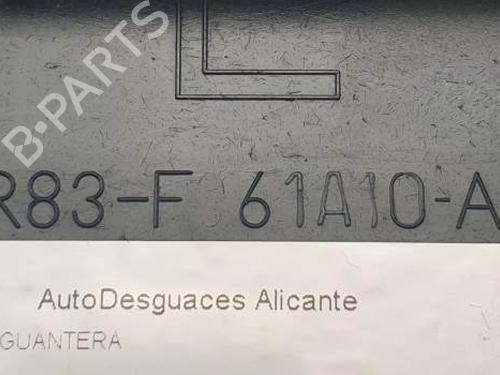 B-PARTS
L
R83-F 61A10-A
AutoDesguaces Alicante
GUANTERA